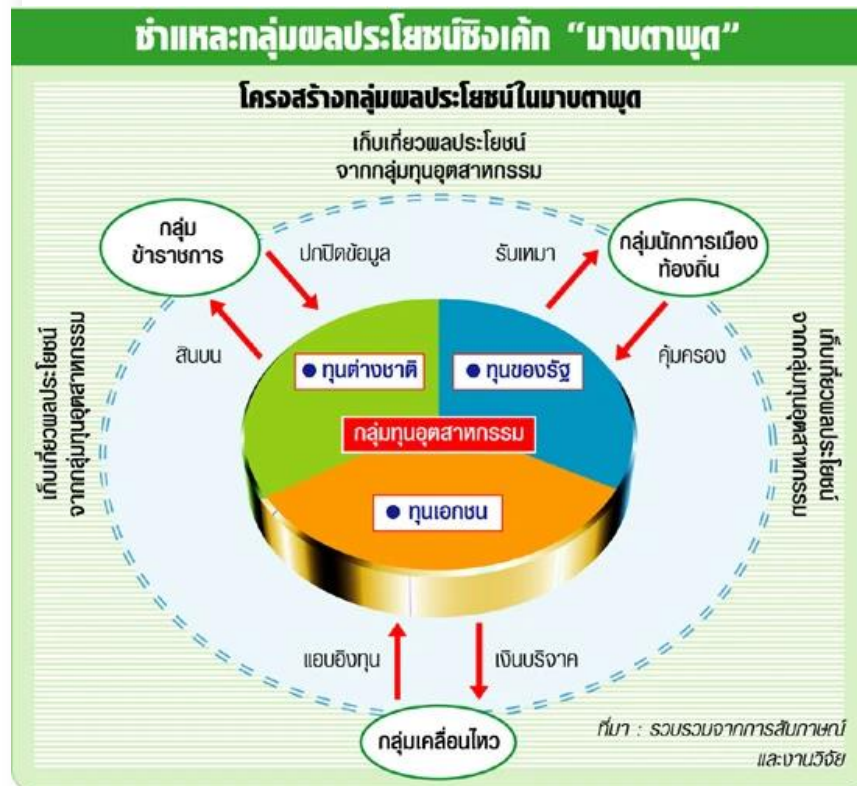 ชำแหละกลุ่มผลประโยชน์ชิงเค้ก “มาบตาพุด”
โครงสร้างกลุ่มผลประโยชน์ในมาบตาพุด
เก็บเกี่ยวผลประโยชน์
จากกลุ่มทุนอุตสาหกรรม
กลุ่ม
ข้าราชการ
ปกปิดข้อมูล
รับเหมา
กลุ่มนักการเมือง
ท้องถิ่น
เก็บเกี่ยวผลประโยชน์
จากกลุ่มทุนอุตสาหกรรม
สินบน
คุ้มครอง
เก็บเกี่ยวผลประโยชน์
จากกลุ่มทุนอุตสาหกรรม
● ทุนต่างชาติ
● ทุนของรัฐ
กลุ่มทุนอุตสาหกรรม
● ทุนเอกชน
แอบอิงทุน
เงินบริจาค
กลุ่มเคลื่อนไหว
ที่มา : รวบรวมจากการสัมภาษณ์
และงานวิจัย